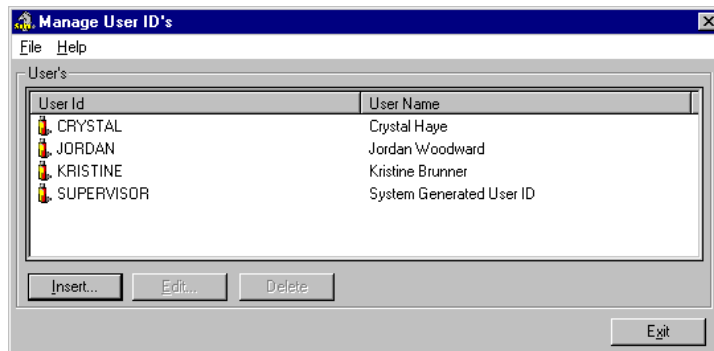 Manage User ID's
File Help
User's
User Id User Name
CRYSTAL Crystal Haye
JORDAN Jordan Woodward
KRISTINE Kristine Brunner
SUPERVISOR System Generated User ID
Insert... Edit... Delete
Exit